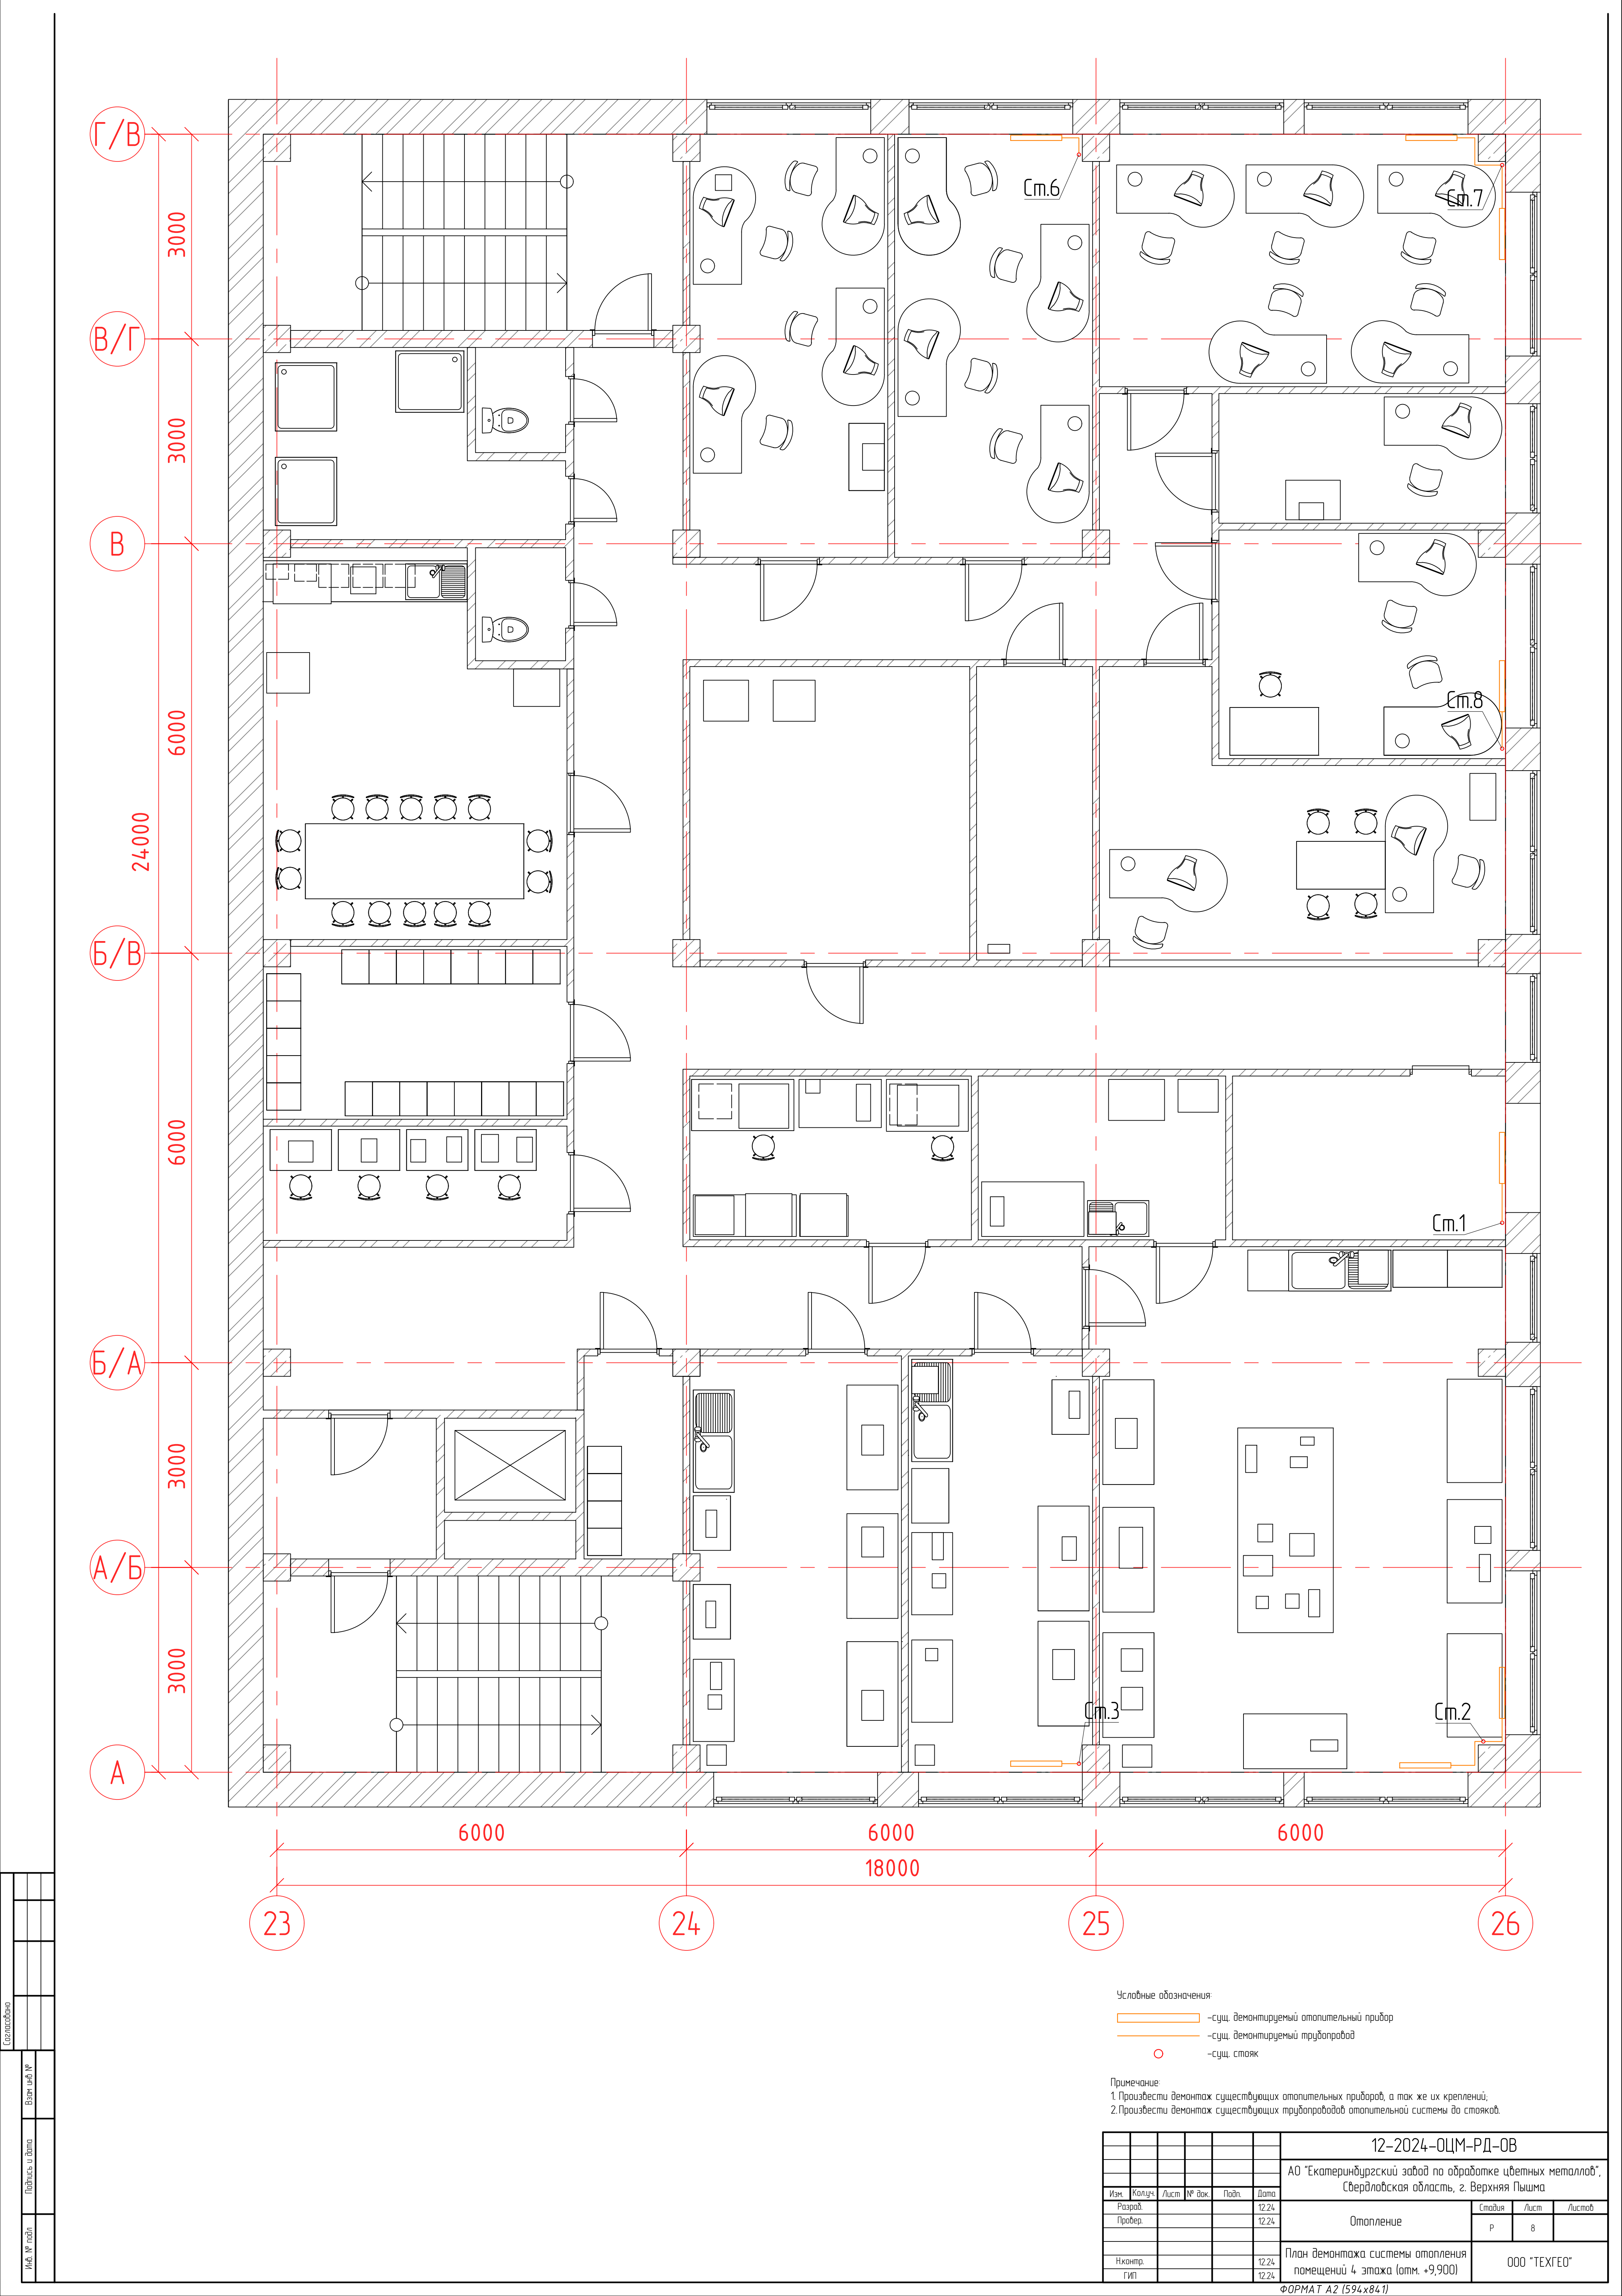 Г/В
В/Г
В
Б/В
Б/А
А/Б
А
3000
3000
6000
6000
3000
3000
24000
Ст.6
Ст.7
Ст.8
Ст.1
Ст.3
Ст.2
6000
6000
6000
18000
23
24
25
26
Условные обозначения:
-сущ. демонтируемый отопительный прибор
-сущ. демонтируемый трубопровод
-сущ. стояк
Примечание:
1. Произвести демонтаж существующих отопительных приборов, а так же их креплений;
2. Произвести демонтаж существующих трубопроводов отопительной системы до стояков.
Согласовано
Взам инв №
Подпись и дата
Инв. № подл
12-2024-ОЦМ-РД-ОВ
АО "Екатеринбургский завод по обработке цветных металлов",
Свердловская область, г. Верхняя Пышма
Изм. Кол.уч. Лист № док. Подп. Дата
Разраб. 12.24
Провер. 12.24
Н.контр. 12.24
ГИП 12.24
Отопление
Стадия Лист Листов
Р 8
План демонтажа системы отопления
помещений 4 этажа (отм. +9,900)
ООО "ТЕХГЕО"
ФОРМАТ А2 (594х841)